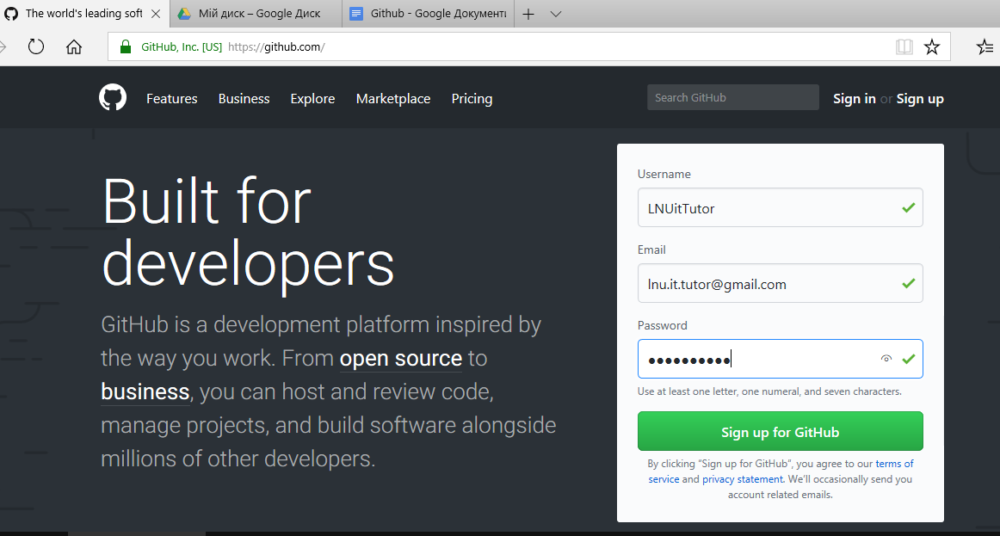 The world's leading soft
Мій диск – Google Диск
Github - Google Документ
GitHub, Inc. [US] https://github.com/
Features Business Explore Marketplace Pricing
Search GitHub
Sign in or Sign up
Built for
developers
GitHub is a development platform inspired by
the way you work. From open source to
business, you can host and review code,
manage projects, and build software alongside
millions of other developers.
Username
LNUitTutor
Email
lnu.it.tutor@gmail.com
Password
●●●●●●●●●●
Use at least one letter, one numeral, and seven characters.
Sign up for GitHub
By clicking “Sign up for GitHub”, you agree to our terms of
service and privacy statement. We’ll occasionally send you
account related emails.